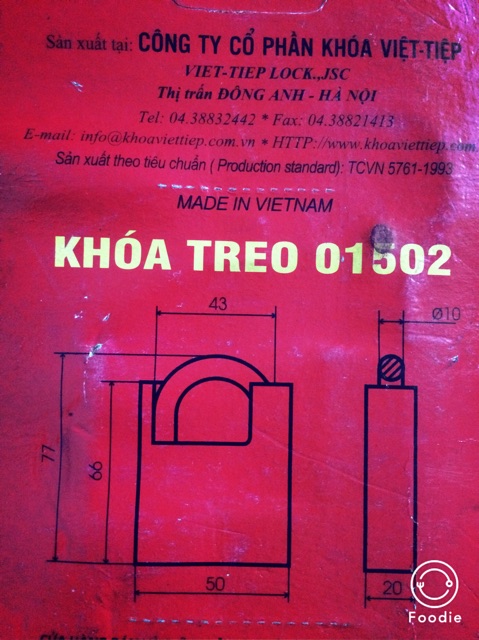 Sản xuất tại: CÔNG TY CỔ PHẦN KHÓA VIỆT-TIỆP
VIET-TIEP LOCK.,JSC
Thị trấn ĐÔNG ANH - HÀ NỘI
Tel: 04.38832442 * Fax: 04.38821413
E-mail: info@khoaviettiep.com.vn * HTTP://www.khoaviettiep.com
Sản xuất theo tiêu chuẩn ( Production standard): TCVN 5761-1993
MADE IN VIETNAM
KHÓA TREO 01502
43
Ø10
77
66
50
20
Foodie